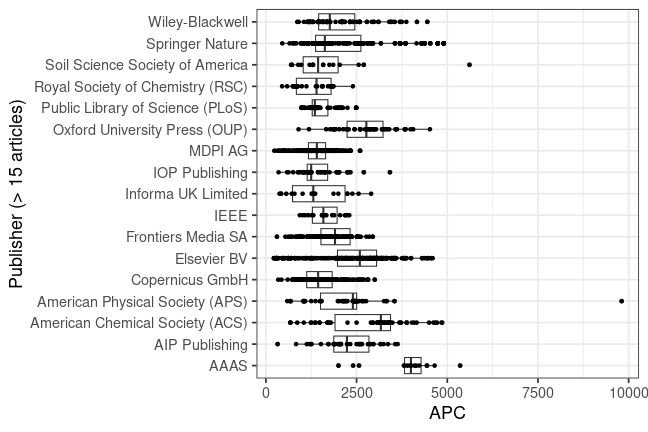 Publisher (> 15 articles)
Wiley-Blackwell
Springer Nature
Soil Science Society of America
Royal Society of Chemistry (RSC)
Public Library of Science (PLoS)
Oxford University Press (OUP)
MDPI AG
IOP Publishing
Informa UK Limited
IEEE
Frontiers Media SA
Elsevier BV
Copernicus GmbH
American Physical Society (APS)
American Chemical Society (ACS)
AIP Publishing
AAAS
0 2500 5000 7500 10000
APC